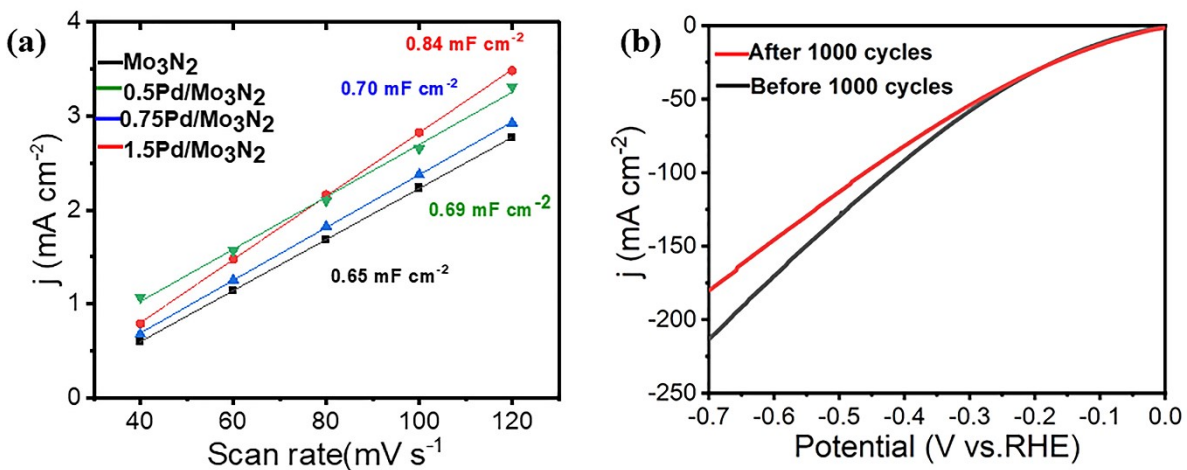 (a)
4
3
2
1
0
j (mA cm⁻²)
Mo₃N₂
0.5Pd/Mo₃N₂
0.75Pd/Mo₃N₂
1.5Pd/Mo₃N₂
0.84 mF cm⁻²
0.70 mF cm⁻²
0.69 mF cm⁻²
0.65 mF cm⁻²
40 60 80 100 120
Scan rate(mV s⁻¹)
(b)
0
-50
-100
-150
-200
-250
j (mA cm⁻²)
After 1000 cycles
Before 1000 cycles
-0.7 -0.6 -0.5 -0.4 -0.3 -0.2 -0.1 0.0
Potential (V vs.RHE)